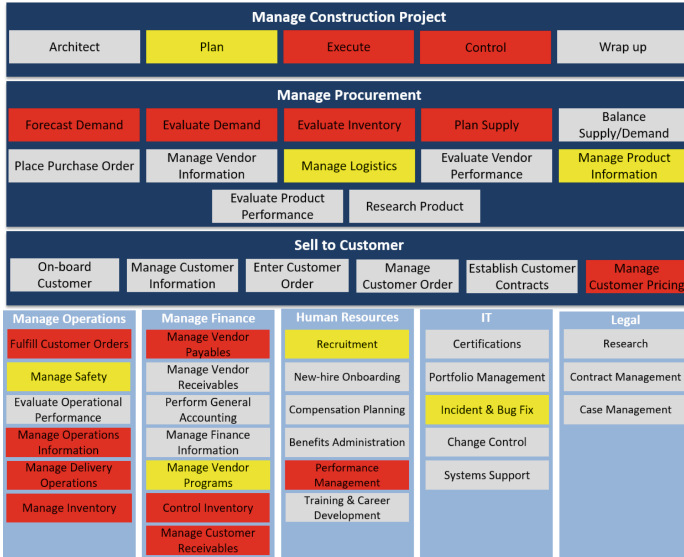 Manage Construction Project
Architect
Plan
Execute
Control
Wrap up
Manage Procurement
Forecast Demand
Evaluate Demand
Evaluate Inventory
Plan Supply
Balance
Supply/Demand
Place Purchase Order
Manage Vendor
Information
Manage Logistics
Evaluate Vendor
Performance
Manage Product
Information
Evaluate Product
Performance
Research Product
Sell to Customer
On-board
Customer
Manage Customer
Information
Enter Customer
Order
Manage
Customer Order
Establish Customer
Contracts
Manage
Customer Pricing
Manage Operations
Fulfill Customer Orders
Manage Safety
Evaluate Operational
Performance
Manage Operations
Information
Manage Delivery
Operations
Manage Inventory
Manage Finance
Manage Vendor
Payables
Manage Vendor
Receivables
Perform General
Accounting
Manage Finance
Information
Manage Vendor
Programs
Control Inventory
Manage Customer
Receivables
Human Resources
Recruitment
New-hire Onboarding
Compensation Planning
Benefits Administration
Performance
Management
Training & Career
Development
IT
Certifications
Portfolio Management
Incident & Bug Fix
Change Control
Systems Support
Legal
Research
Contract Management
Case Management